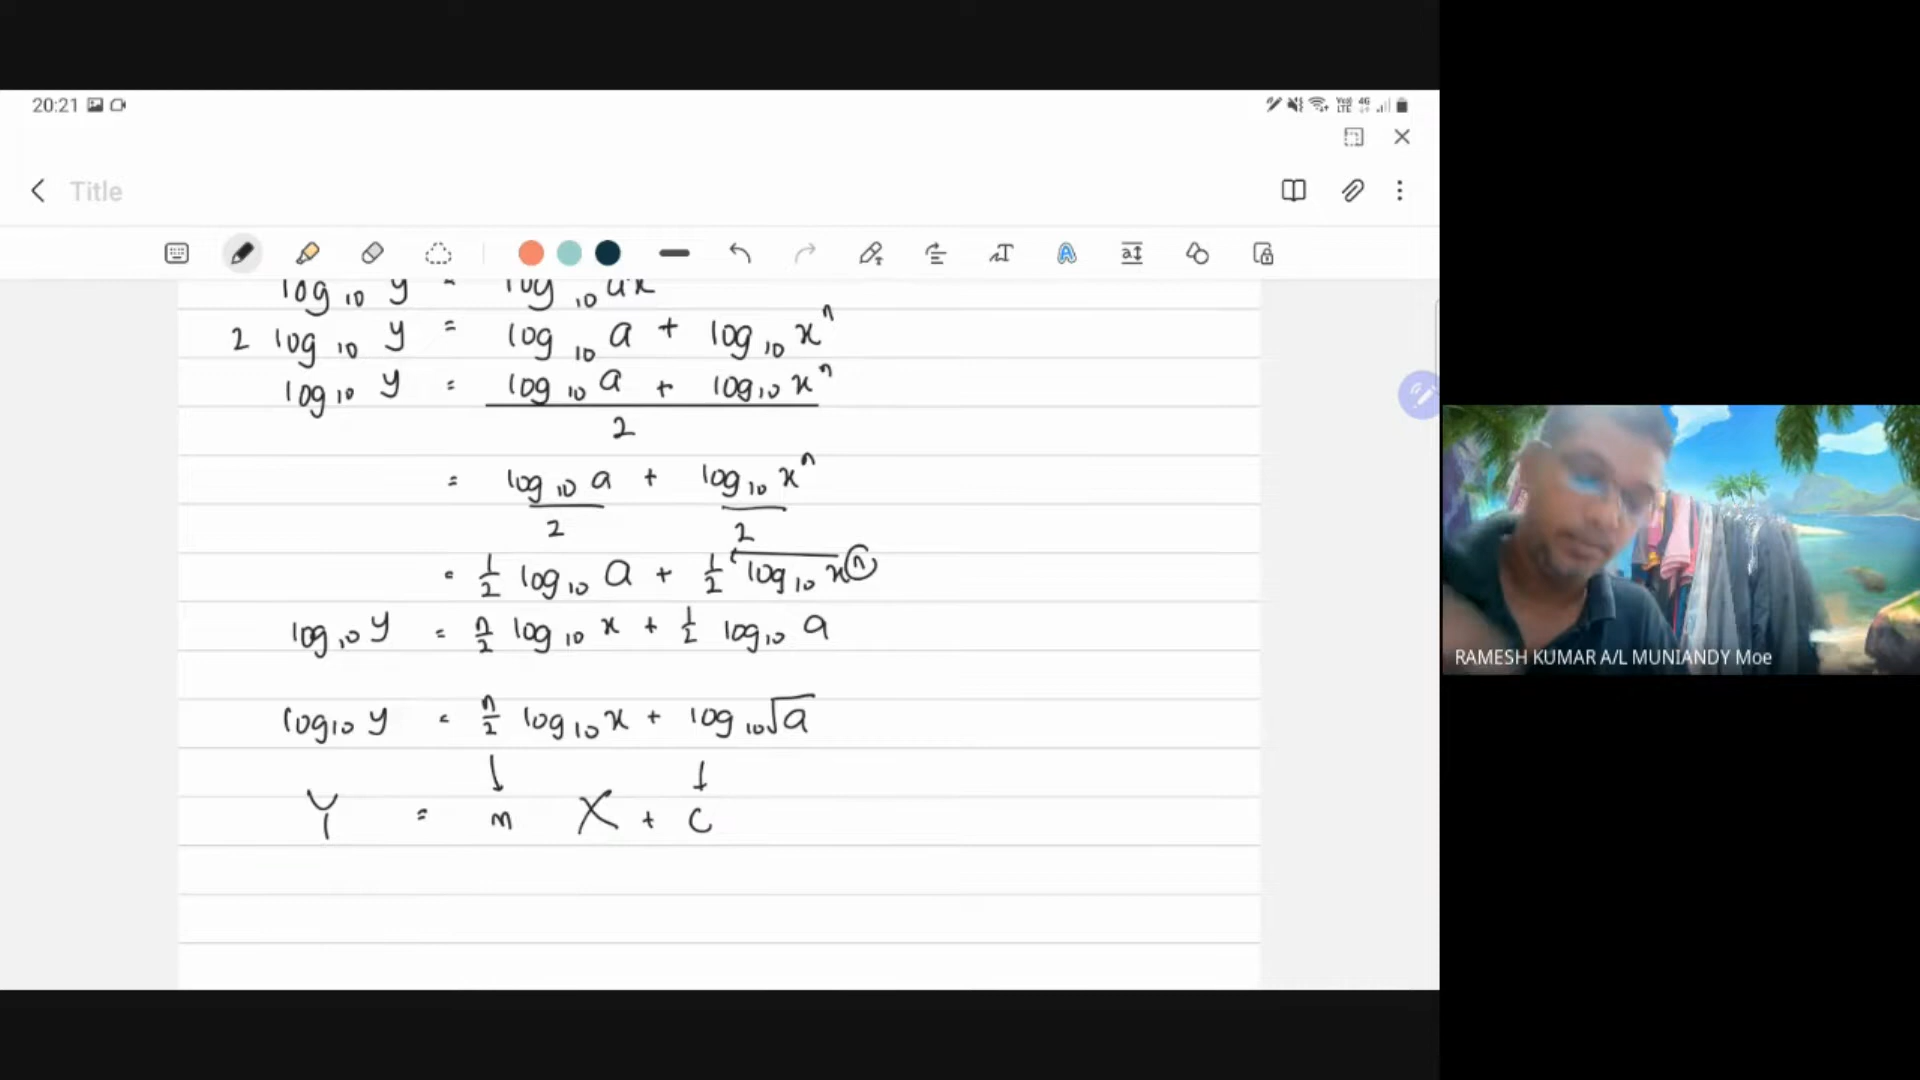 20:21
Title
log₁₀ y = log₁₀ ax
2 log₁₀ y = log₁₀ a + log₁₀ xⁿ
log₁₀ y = log₁₀ a + log₁₀ xⁿ
2
= log₁₀ a + log₁₀ xⁿ
2 2
= 1/2 log₁₀ a + 1/2 log₁₀ xⁿ
log₁₀ y = n/2 log₁₀ x + 1/2 log₁₀ a
log₁₀ y = n/2 log₁₀ x + log₁₀ √a
Y = m X + C
RAMESH KUMAR A/L MUNIANDY Moe